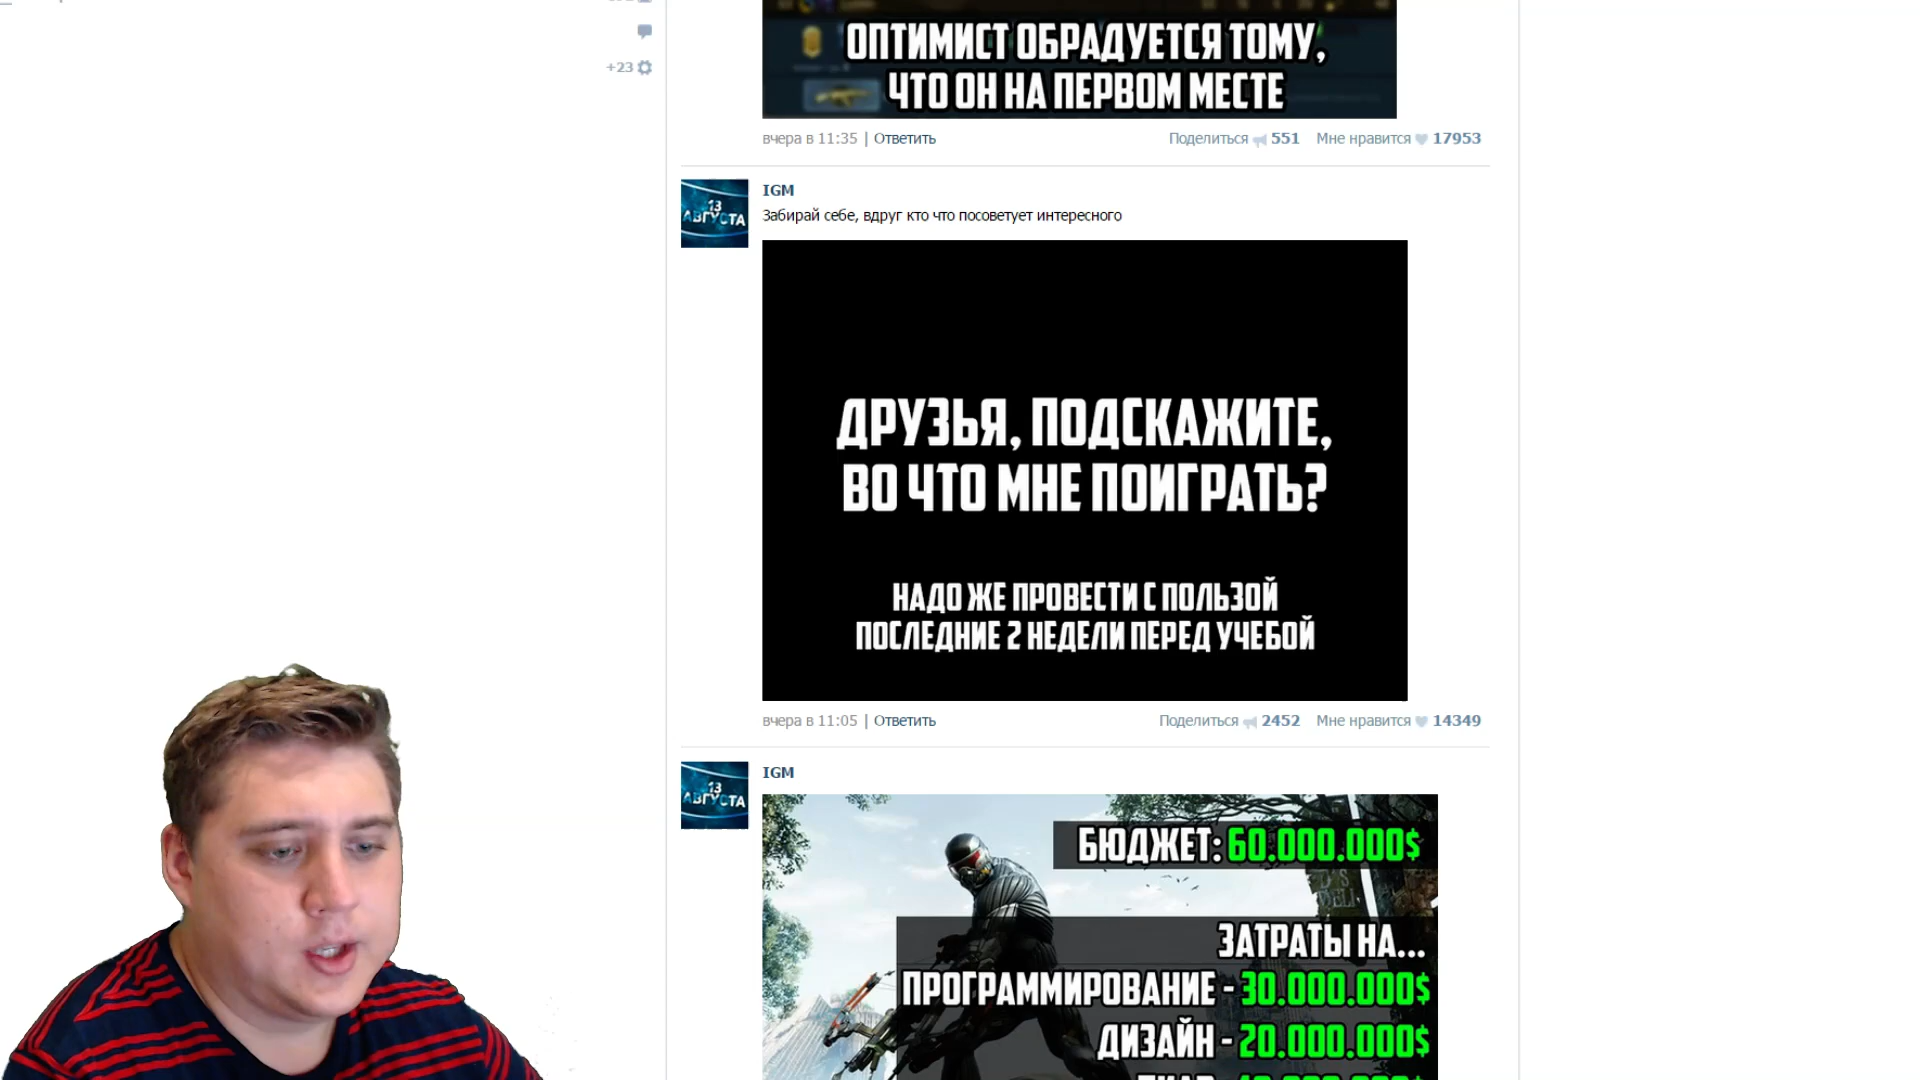 +23
ОПТИМИСТ ОБРАДУЕТСЯ ТОМУ,
ЧТО ОН НА ПЕРВОМ МЕСТЕ
вчера в 11:35 | Ответить
Поделиться 551 Мне нравится 17953
13
АВГУСТА
IGM
Забирай себе, вдруг кто что посоветует интересного
ДРУЗЬЯ, ПОДСКАЖИТЕ,
ВО ЧТО МНЕ ПОИГРАТЬ?
НАДО ЖЕ ПРОВЕСТИ С ПОЛЬЗОЙ
ПОСЛЕДНИЕ 2 НЕДЕЛИ ПЕРЕД УЧЕБОЙ
вчера в 11:05 | Ответить
Поделиться 2452 Мне нравится 14349
13
АВГУСТА
IGM
БЮДЖЕТ: 60.000.000$
ЗАТРАТЫ НА...
ПРОГРАММИРОВАНИЕ - 30.000.000$
ДИЗАЙН - 20.000.000$